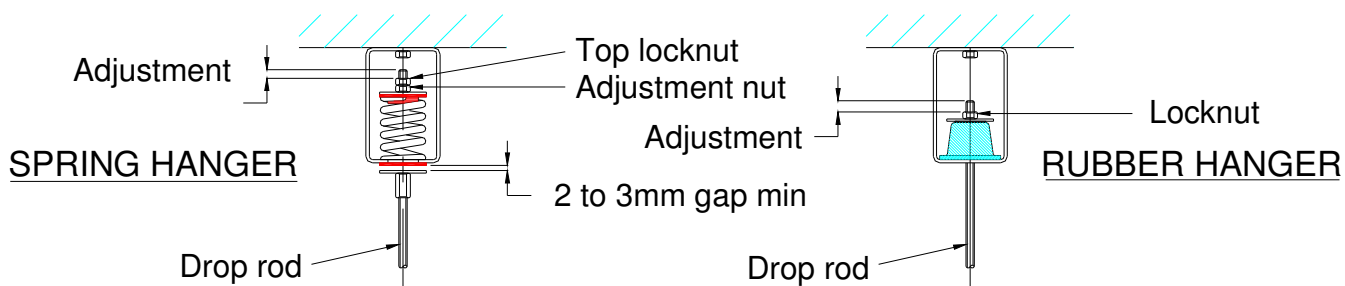 Adjustment
Top locknut
Adjustment nut
SPRING HANGER
2 to 3mm gap min
Drop rod
Adjustment
Locknut
RUBBER HANGER
Drop rod